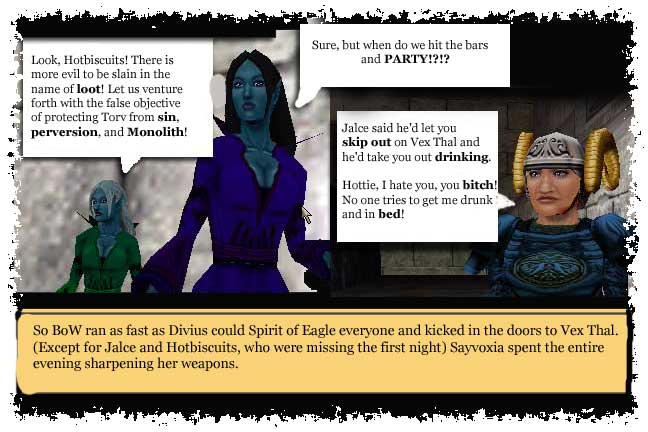 Look, Hotbiscuits! There is
more evil to be slain in the
name of loot! Let us venture
forth with the false objective
of protecting Torv from sin,
perversion, and Monolith!
Sure, but when do we hit the bars
and PARTY!?!?
Jalce said he'd let you
skip out on Vex Thal and
he'd take you out drinking.
Hottie, I hate you, you bitch!
No one tries to get me drunk
and in bed!
So BoW ran as fast as Divius could Spirit of Eagle everyone and kicked in the doors to Vex Thal.
(Except for Jalce and Hotbiscuits, who were missing the first night) Sayvoxia spent the entire
evening sharpening her weapons.